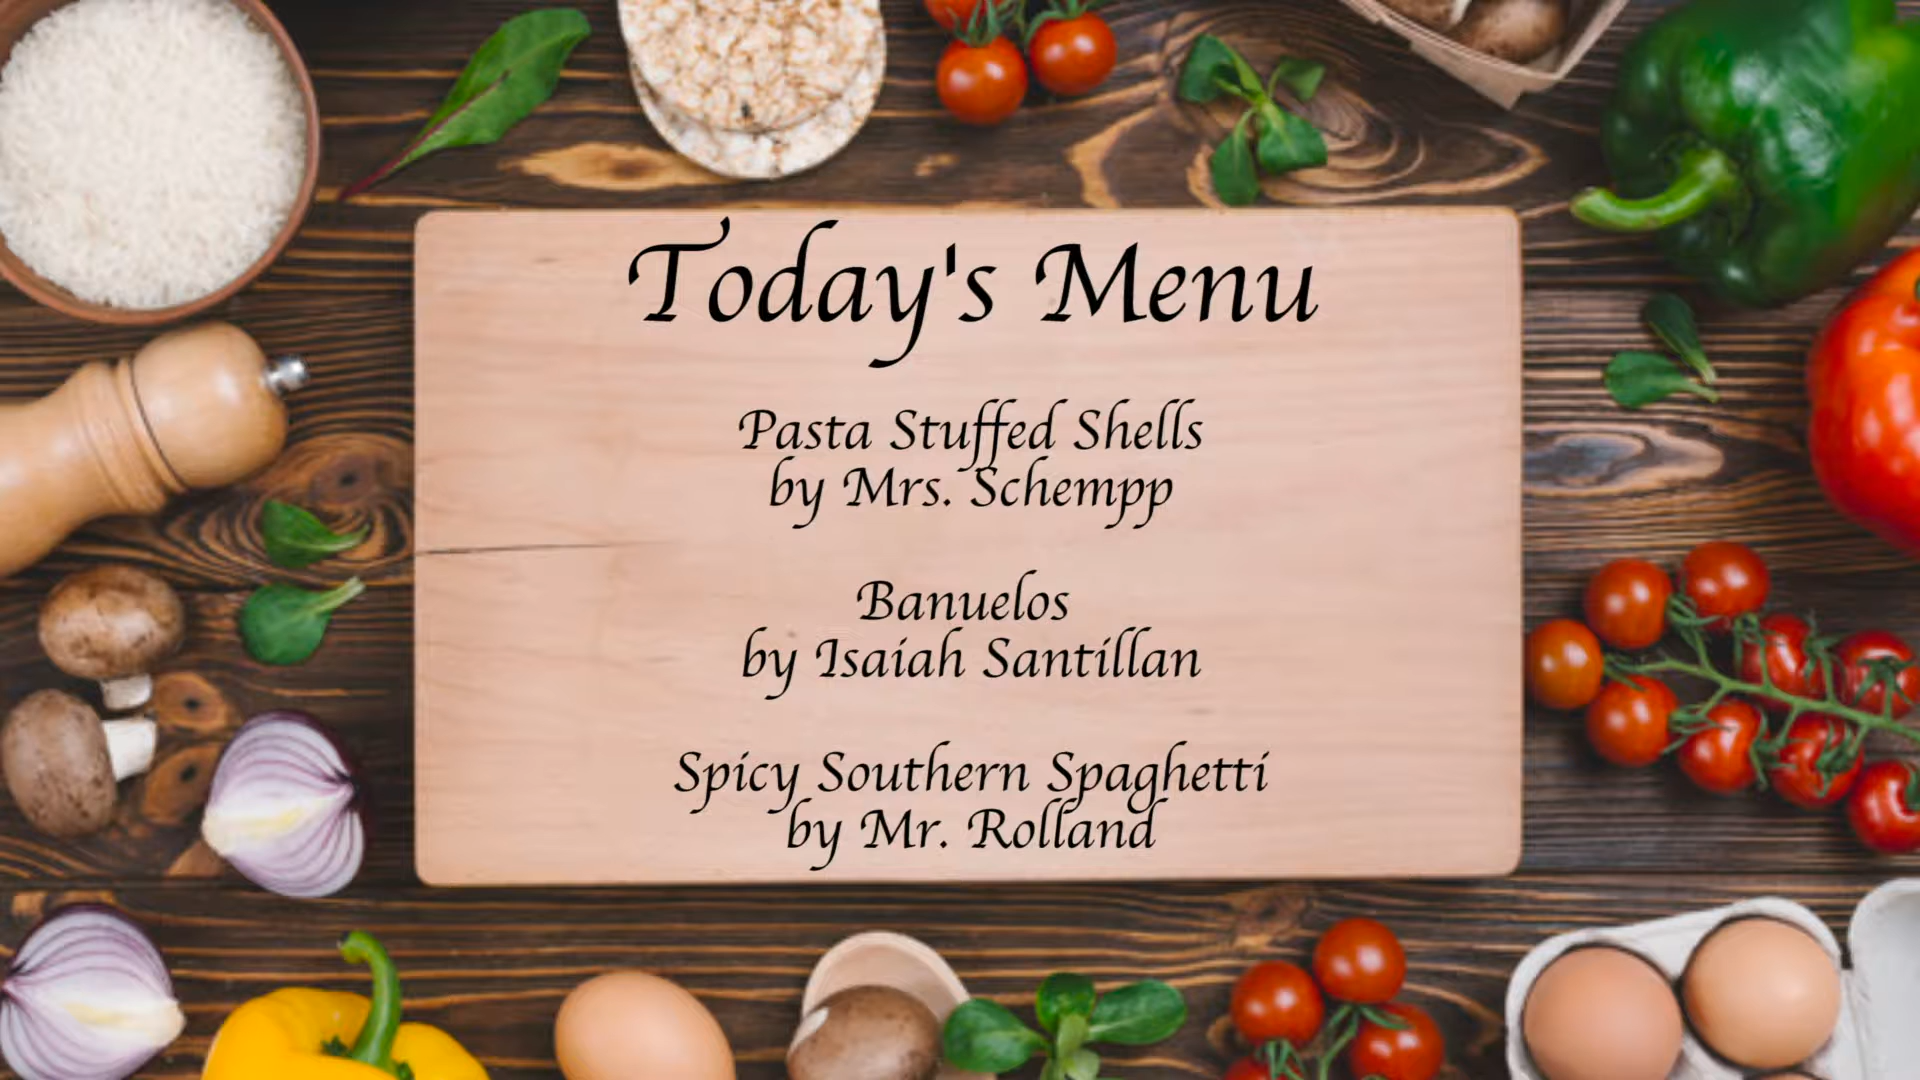 Today's Menu
Pasta Stuffed Shells
by Mrs. Schempp
Banuelos
by Isaiah Santillan
Spicy Southern Spaghetti
by Mr. Rolland